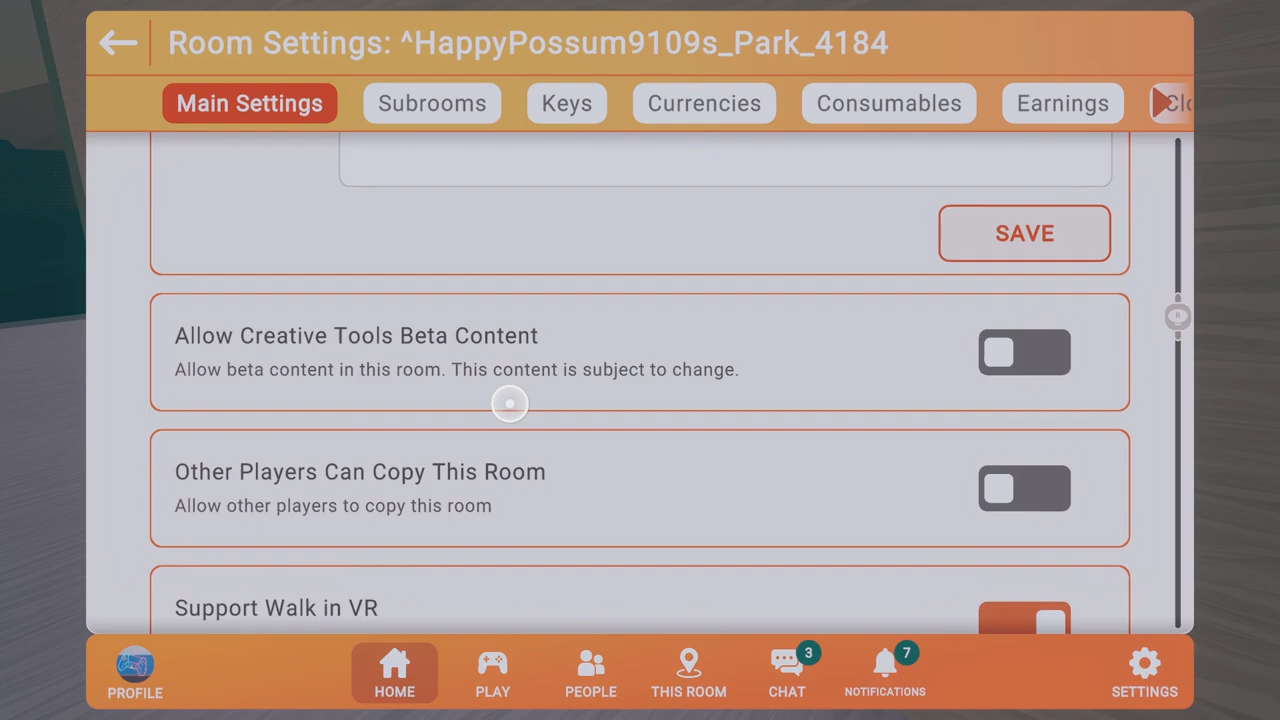 Room Settings: ^HappyPossum9109s_Park_4184
Main Settings
Subrooms
Keys
Currencies
Consumables
Earnings
SAVE
Allow Creative Tools Beta Content
Allow beta content in this room. This content is subject to change.
Other Players Can Copy This Room
Allow other players to copy this room
Support Walk in VR
PROFILE
HOME
PLAY
PEOPLE
THIS ROOM
3
CHAT
7
NOTIFICATIONS
SETTINGS